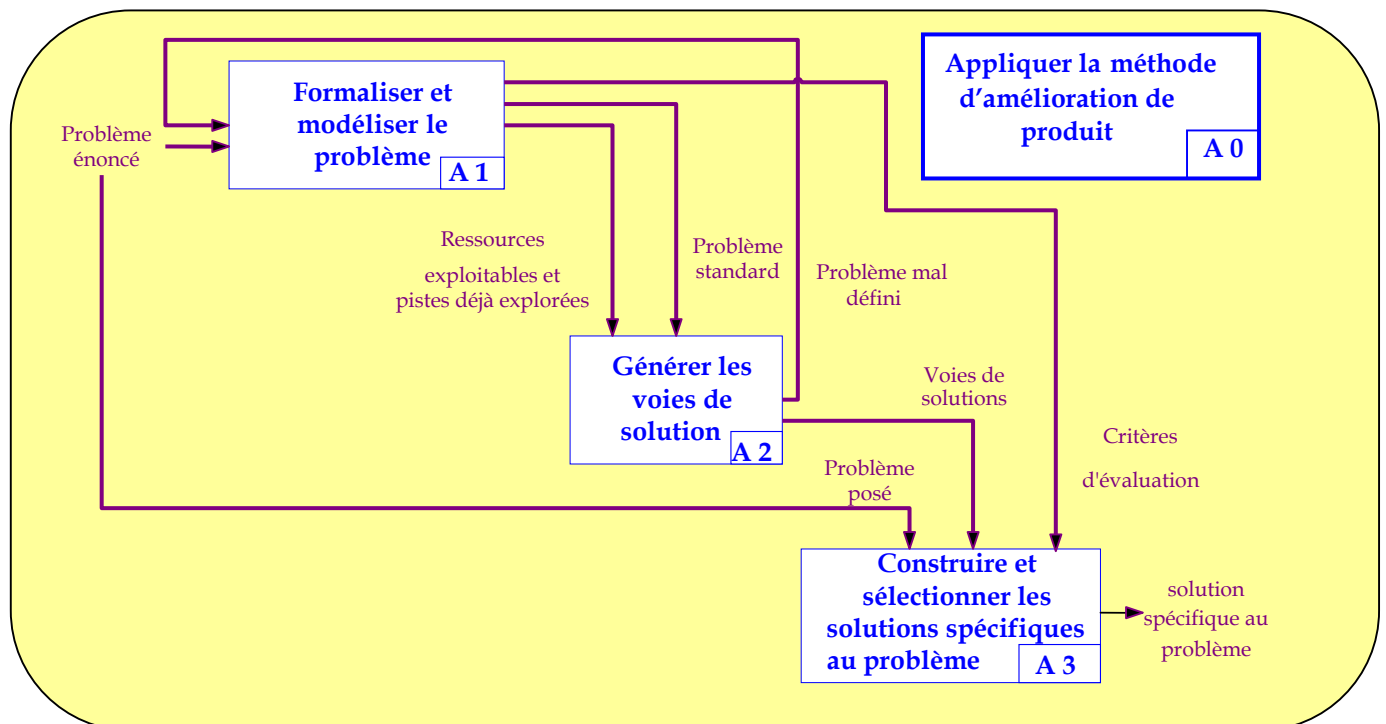 Formaliser et
modéliser le
problème
A 1
Appliquer la méthode
d’amélioration de
produit
A 0
Problème
énoncé
Ressources
exploitables et
pistes déjà explorées
Problème
standard
Problème mal
défini
Générer les
voies de
solution
A 2
Voies de
solutions
Critères
d'évaluation
Problème
posé
Construire et
sélectionner les
solutions spécifiques
au problème
A 3
solution
spécifique au
problème